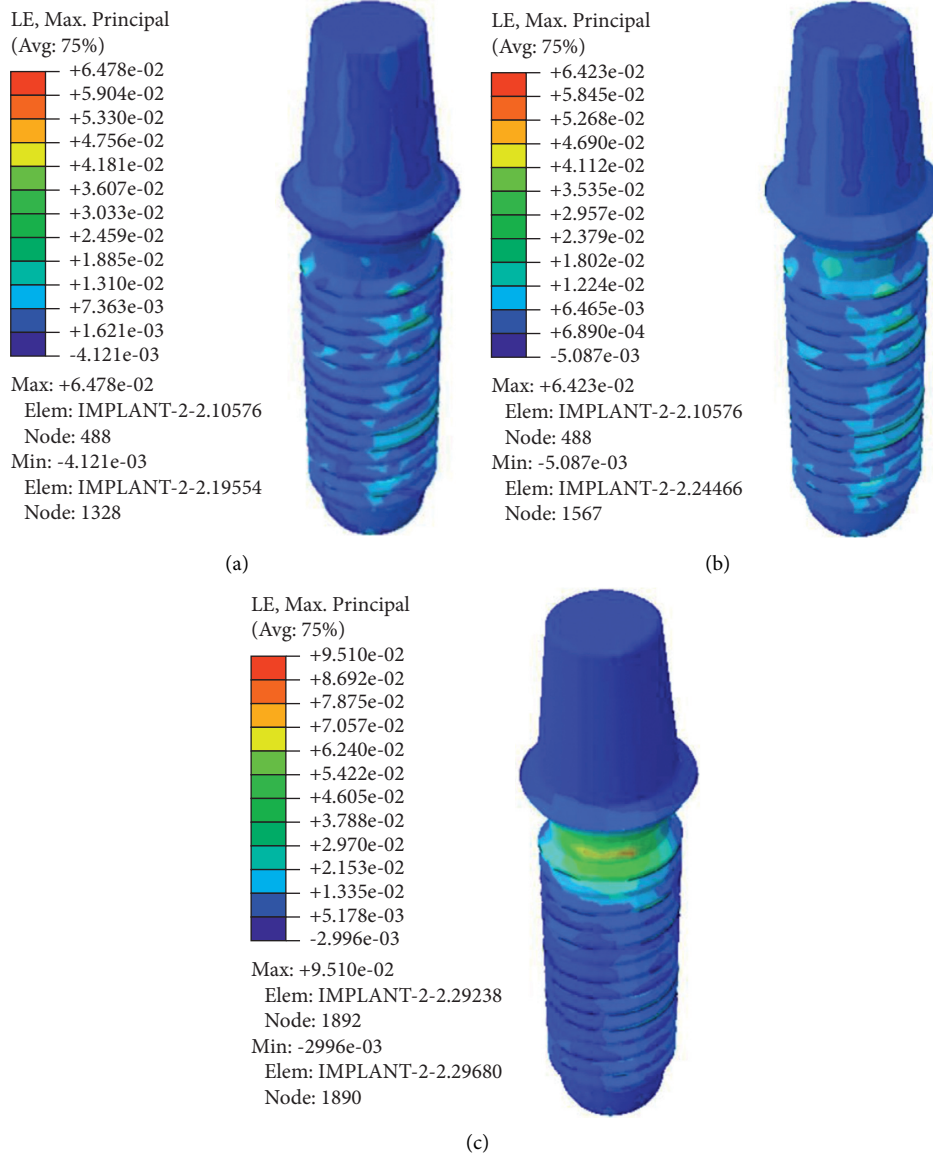 LE, Max. Principal
(Avg: 75%)
+6.478e-02
+5.904e-02
+5.330e-02
+4.756e-02
+4.181e-02
+3.607e-02
+3.033e-02
+2.459e-02
+1.885e-02
+1.310e-02
+7.363e-03
+1.621e-03
-4.121e-03
Max: +6.478e-02
Elem: IMPLANT-2-2.10576
Node: 488
Min: -4.121e-03
Elem: IMPLANT-2-2.19554
Node: 1328
(a)
LE, Max. Principal
(Avg: 75%)
+6.423e-02
+5.845e-02
+5.268e-02
+4.690e-02
+4.112e-02
+3.535e-02
+2.957e-02
+2.379e-02
+1.802e-02
+1.224e-02
+6.465e-03
+6.890e-04
-5.087e-03
Max: +6.423e-02
Elem: IMPLANT-2-2.10576
Node: 488
Min: -5.087e-03
Elem: IMPLANT-2-2.24466
Node: 1567
(b)
LE, Max. Principal
(Avg: 75%)
+9.510e-02
+8.692e-02
+7.875e-02
+7.057e-02
+6.240e-02
+5.422e-02
+4.605e-02
+3.788e-02
+2.970e-02
+2.153e-02
+1.335e-02
+5.178e-03
-2.996e-03
Max: +9.510e-02
Elem: IMPLANT-2-2.29238
Node: 1892
Min: -2996e-03
Elem: IMPLANT-2-2.29680
Node: 1890
(c)